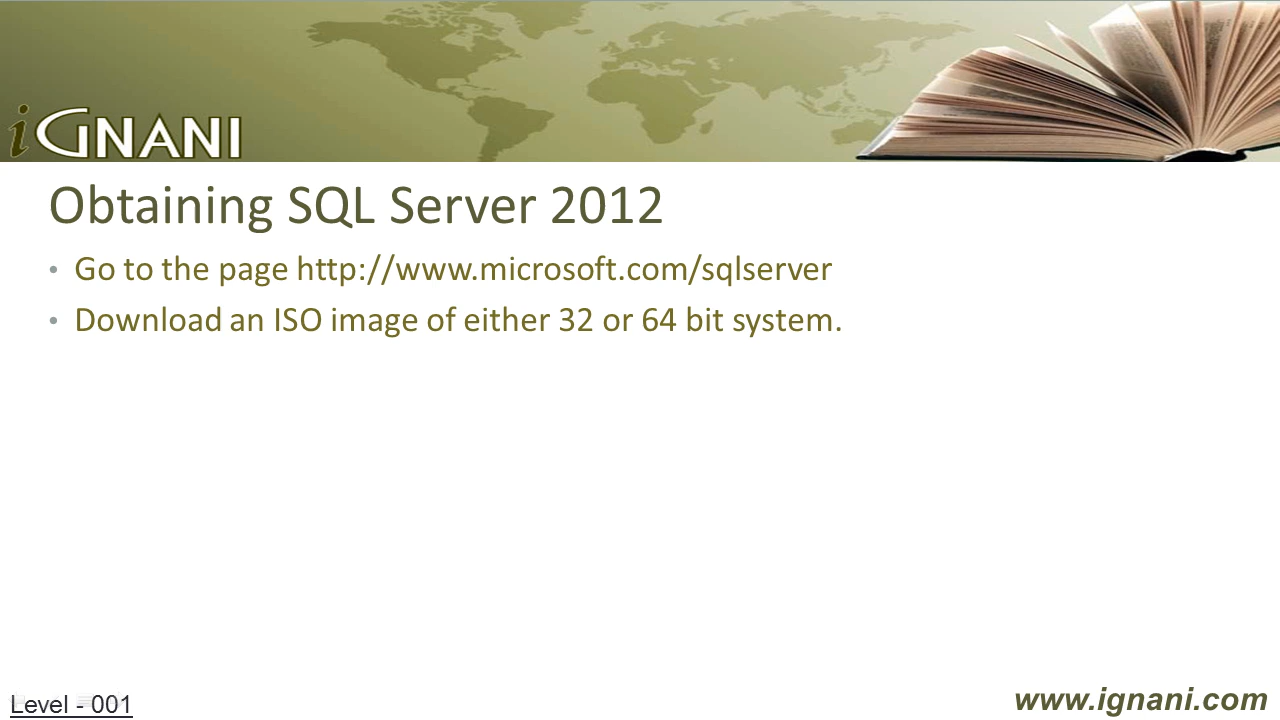 iGNANI
Obtaining SQL Server 2012
• Go to the page http://www.microsoft.com/sqlserver
• Download an ISO image of either 32 or 64 bit system.
Level - 001
www.ignani.com